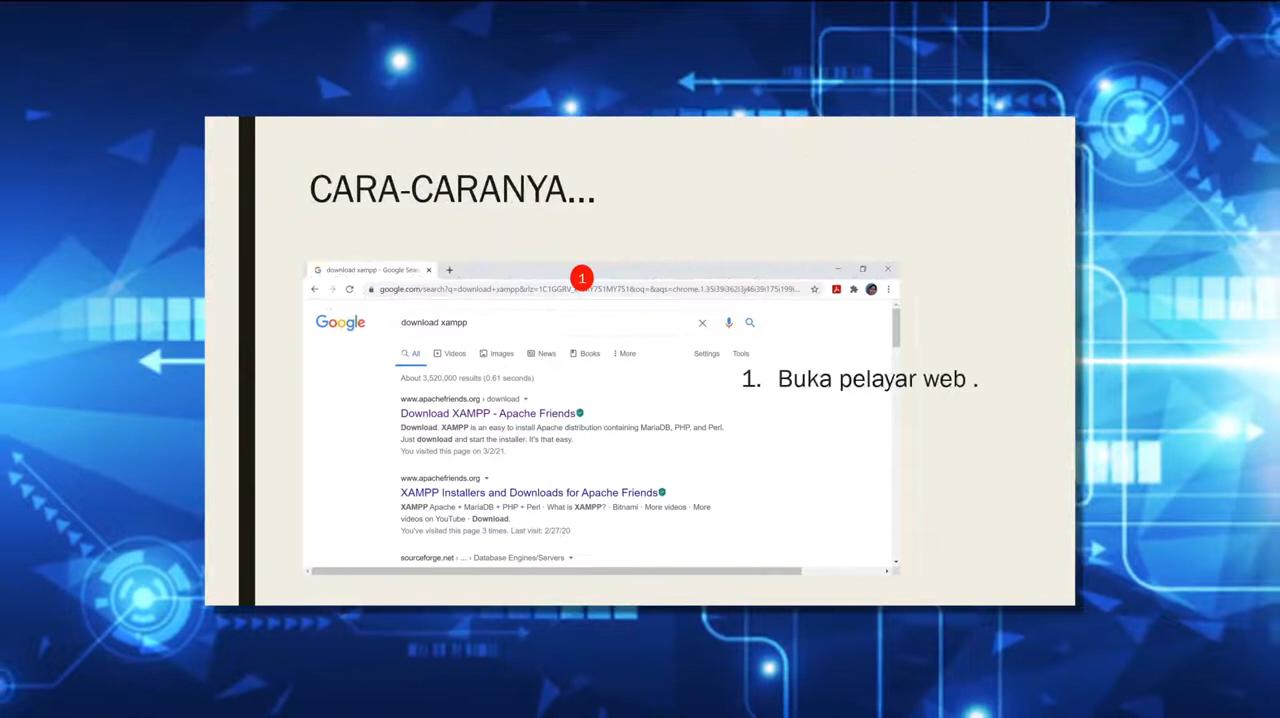 CARA-CARANYA...
download xampp - Google Sear
1
google.com/search?q=download+xampp&rlz=1C1GGRV_
Google
download xampp
All Videos Images News Books More Settings Tools
About 3,520,000 results (0.61 seconds)
1. Buka pelayar web .
www.apachefriends.org › download
Download XAMPP - Apache Friends
Download. XAMPP is an easy to install Apache distribution containing MariaDB, PHP, and Perl.
Just download and start the installer. It's that easy.
You visited this page on 3/2/21.
www.apachefriends.org
XAMPP Installers and Downloads for Apache Friends
XAMPP Apache + MariaDB + PHP + Perl · What is XAMPP? · Bitnami · More videos · More
videos on YouTube · Download.
You've visited this page 3 times. Last visit: 2/27/20
sourceforge.net › ... › Database Engines/Servers